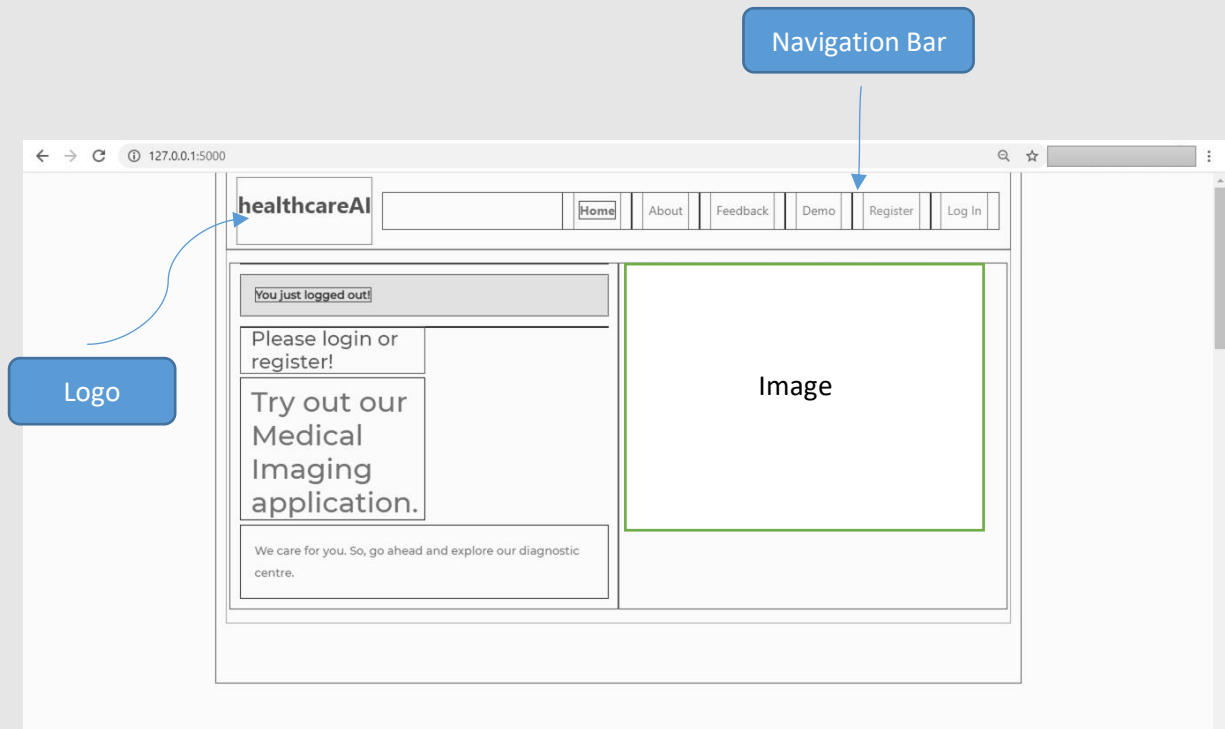 Navigation Bar
127.0.0.1:5000
healthcareAI
Home About Feedback Demo Register Log In
You just logged out!
Please login or
register!
Logo
Try out our
Medical
Imaging
application.
Image
We care for you. So, go ahead and explore our diagnostic
centre.